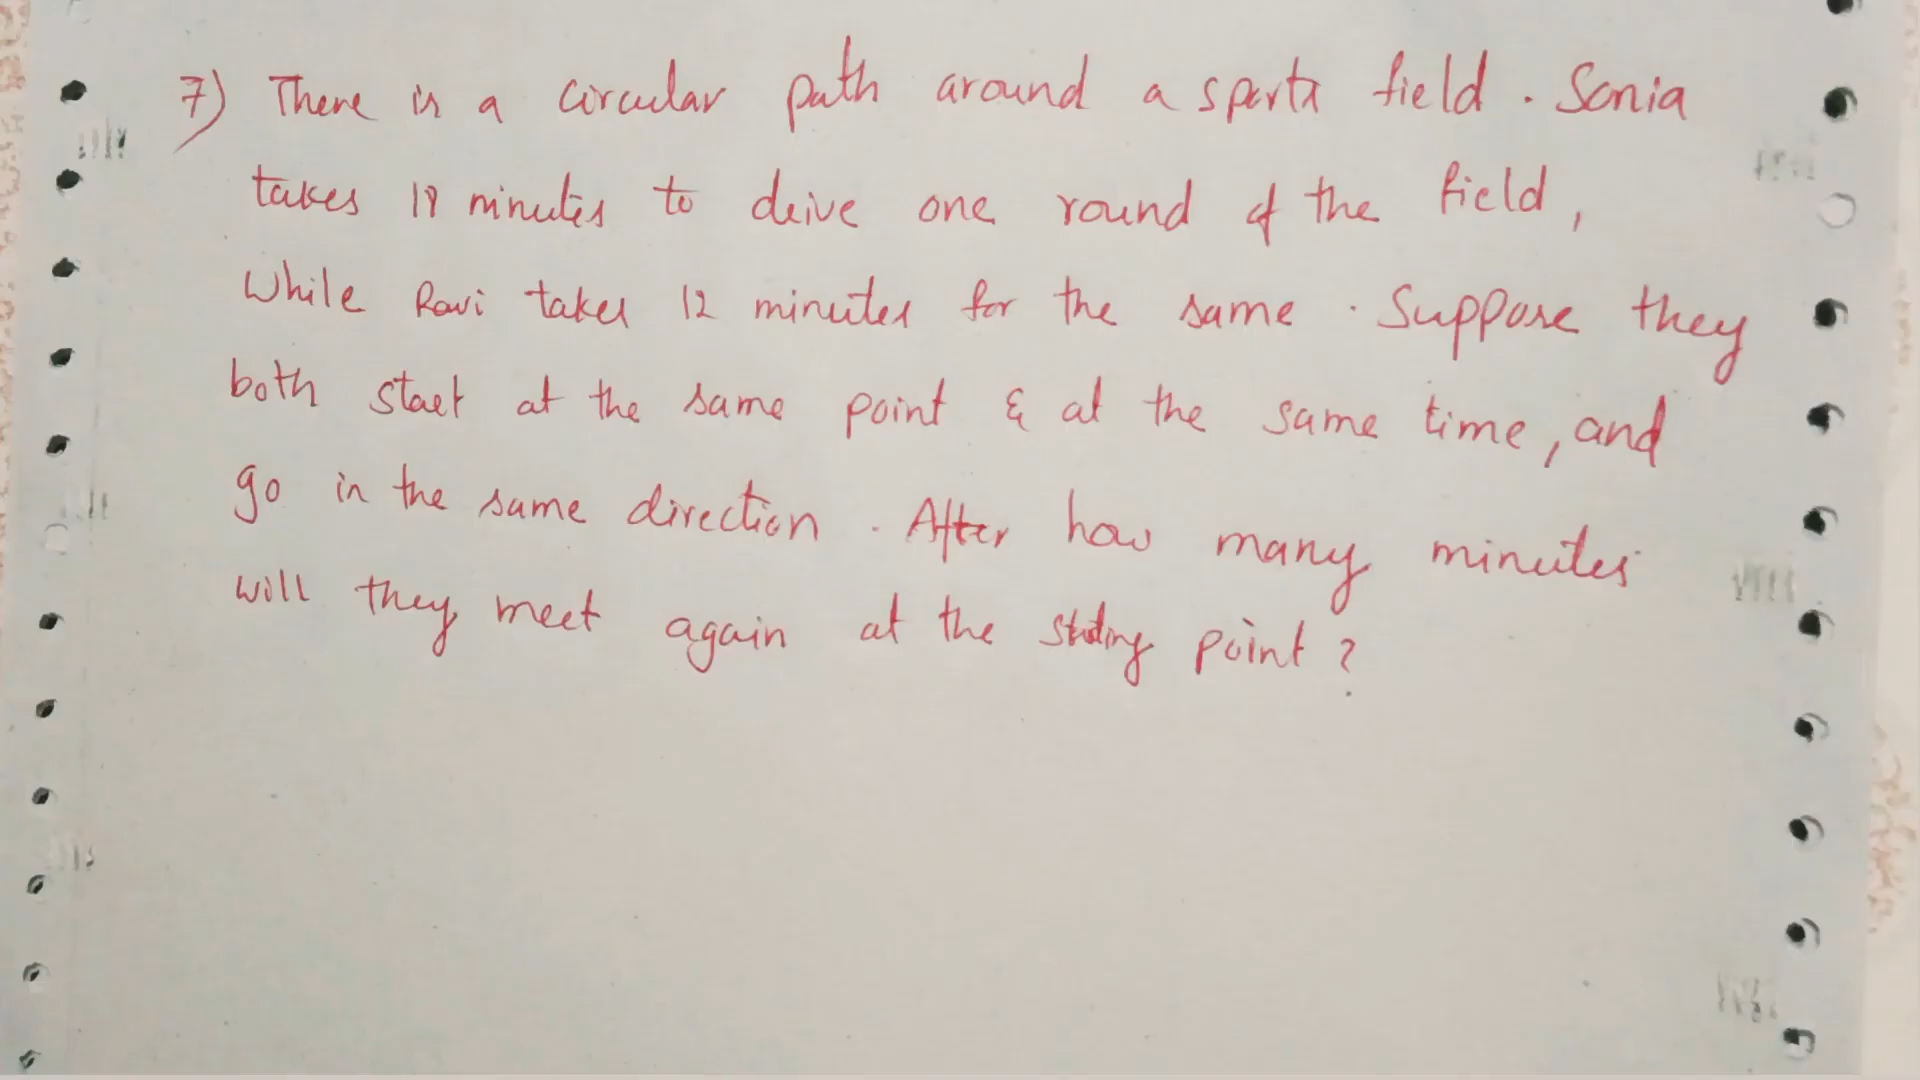 7) There is a circular path around a sports field. Sonia
takes 18 minutes to drive one round of the field,
While Ravi takes 12 minutes for the same. Suppose they
both start at the same point & at the same time, and
go in the same direction. After how many minutes
will they meet again at the starting point?